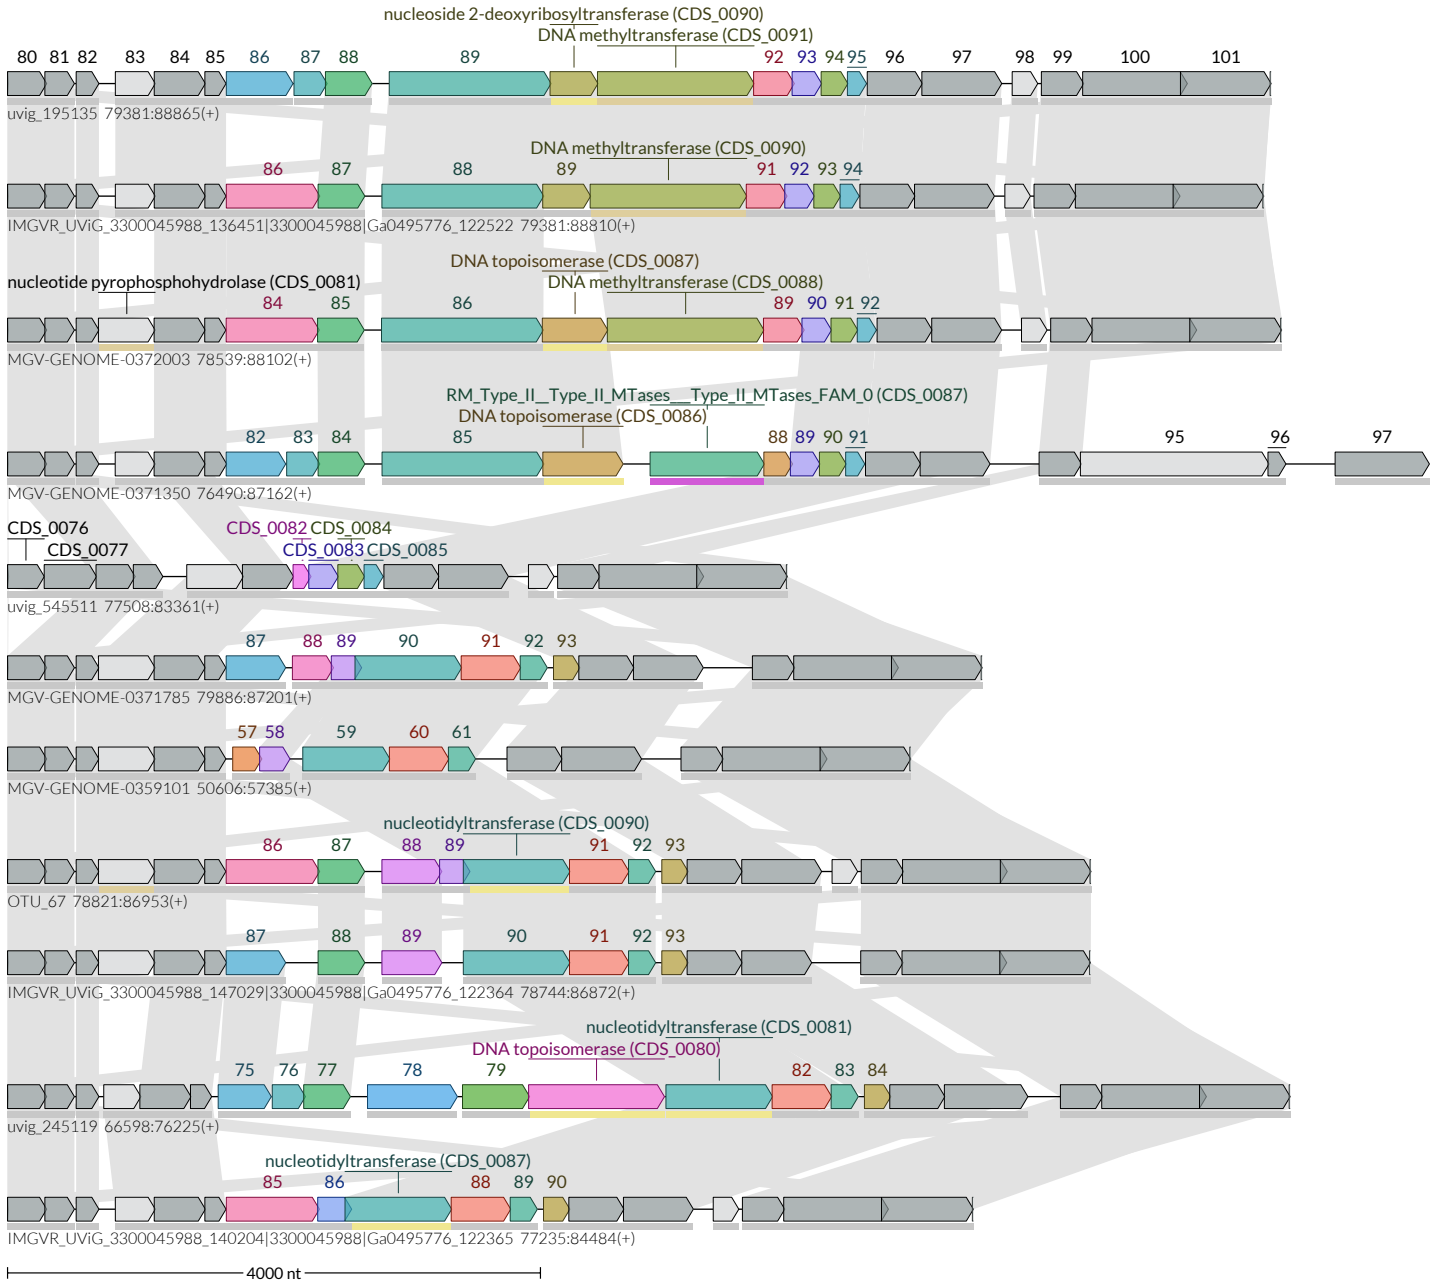 nucleoside 2-deoxyribosyltransferase (CDS_0090)
DNA methyltransferase (CDS_0091)
80 81 82 83 84 85 86 87 88 89 92 93 94 95 96 97 98 99 100 101
uvig_195135 79381:88865(+)
DNA methyltransferase (CDS_0090)
86 87 88 89 91 92 93 94
IMGVR_UViG_3300045988_136451|3300045988|Ga0495776_122522 79381:88810(+)
DNA topoisomerase (CDS_0087)
nucleotide pyrophosphohydrolase (CDS_0081) DNA methyltransferase (CDS_0088)
84 85 86 89 90 91 92
MGV-GENOME-0372003 78539:88102(+)
RM_Type_II__Type_II_MTases__Type_II_MTases_FAM_0 (CDS_0087)
DNA topoisomerase (CDS_0086)
82 83 84 85 88 89 90 91 95 96 97
MGV-GENOME-0371350 76490:87162(+)
CDS_0076 CDS_0082 CDS_0084
CDS_0077 CDS_0083 CDS_0085
uvig_545511 77508:83361(+)
87 88 89 90 91 92 93
MGV-GENOME-0371785 79886:87201(+)
57 58 59 60 61
MGV-GENOME-0359101 50606:57385(+)
nucleotidyltransferase (CDS_0090)
86 87 88 89 91 92 93
OTU_67 78821:86953(+)
87 88 89 90 91 92 93
IMGVR_UViG_3300045988_147029|3300045988|Ga0495776_122364 78744:86872(+)
nucleotidyltransferase (CDS_0081)
DNA topoisomerase (CDS_0080)
75 76 77 78 79 82 83 84
uvig_245119 66598:76225(+)
nucleotidyltransferase (CDS_0087)
85 86 88 89 90
IMGVR_UViG_3300045988_140204|3300045988|Ga0495776_122365 77235:84484(+)
4000 nt